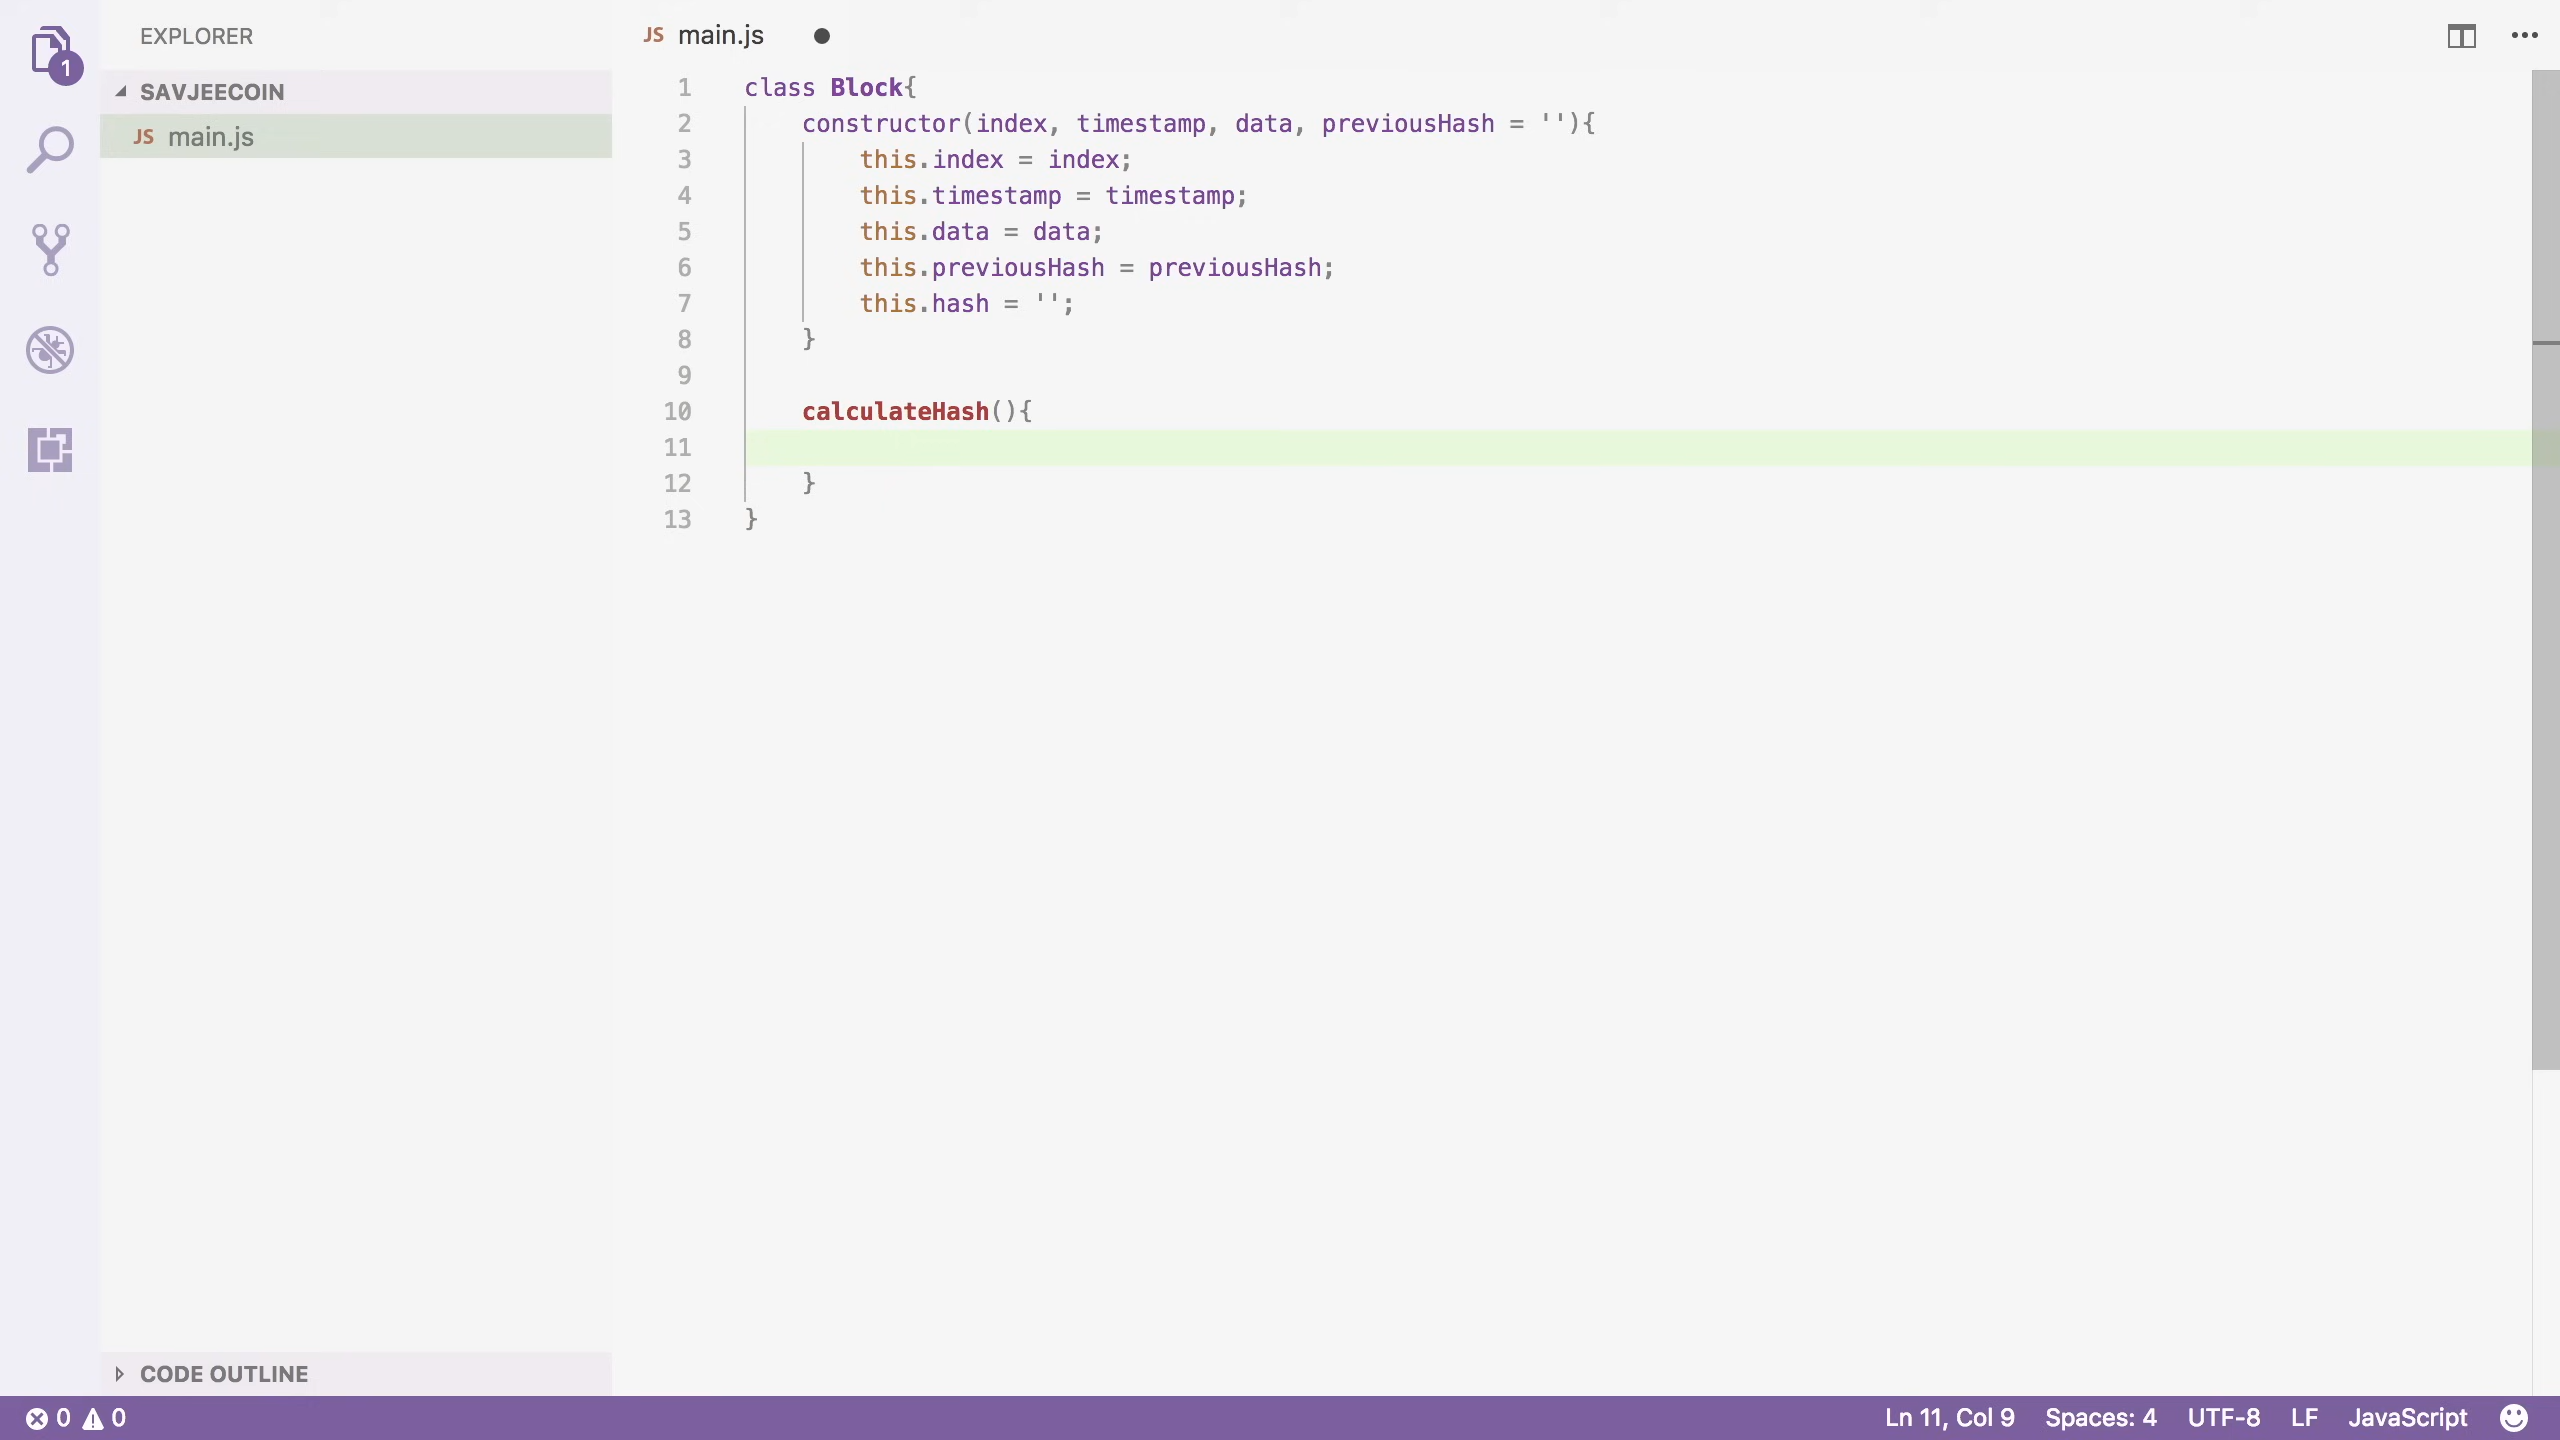 EXPLORER
1
SAVJEECOIN
JS main.js
CODE OUTLINE
JS main.js
1 class Block{
2     constructor(index, timestamp, data, previousHash = ''){
3         this.index = index;
4         this.timestamp = timestamp;
5         this.data = data;
6         this.previousHash = previousHash;
7         this.hash = '';
8     }
9
10     calculateHash(){
11
12     }
13 }
0 0
Ln 11, Col 9 Spaces: 4 UTF-8 LF JavaScript